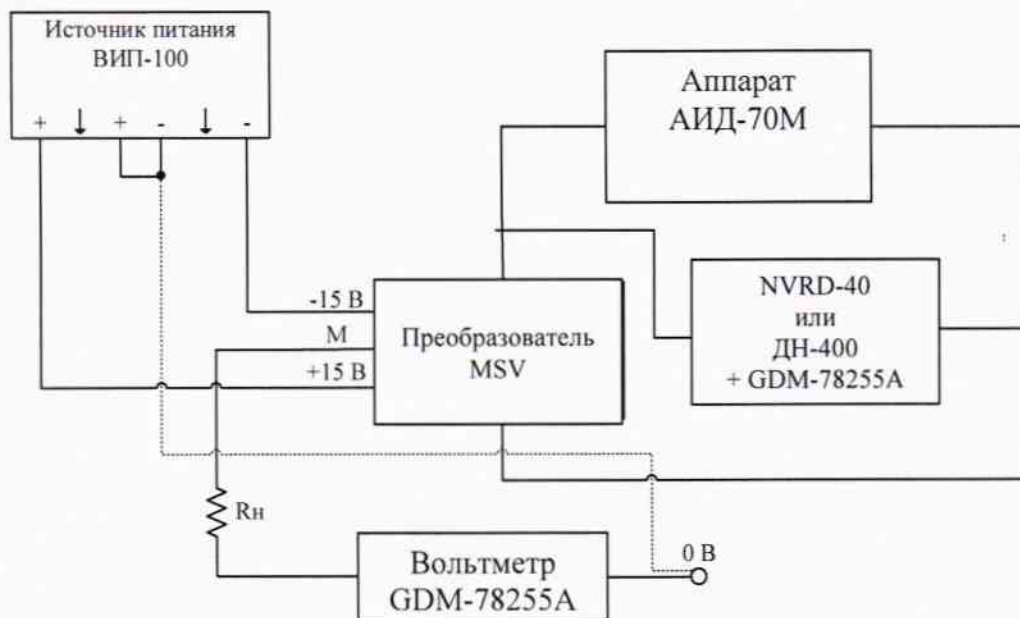 Источник питания
ВИП-100
+ ↓ + - ↓ -
Аппарат
АИД-70М
NVRD-40
или
ДН-400
+ GDM-78255A
-15 В
М
+15 В
Преобразователь
MSV
Rн
Вольтметр
GDM-78255A
0 В